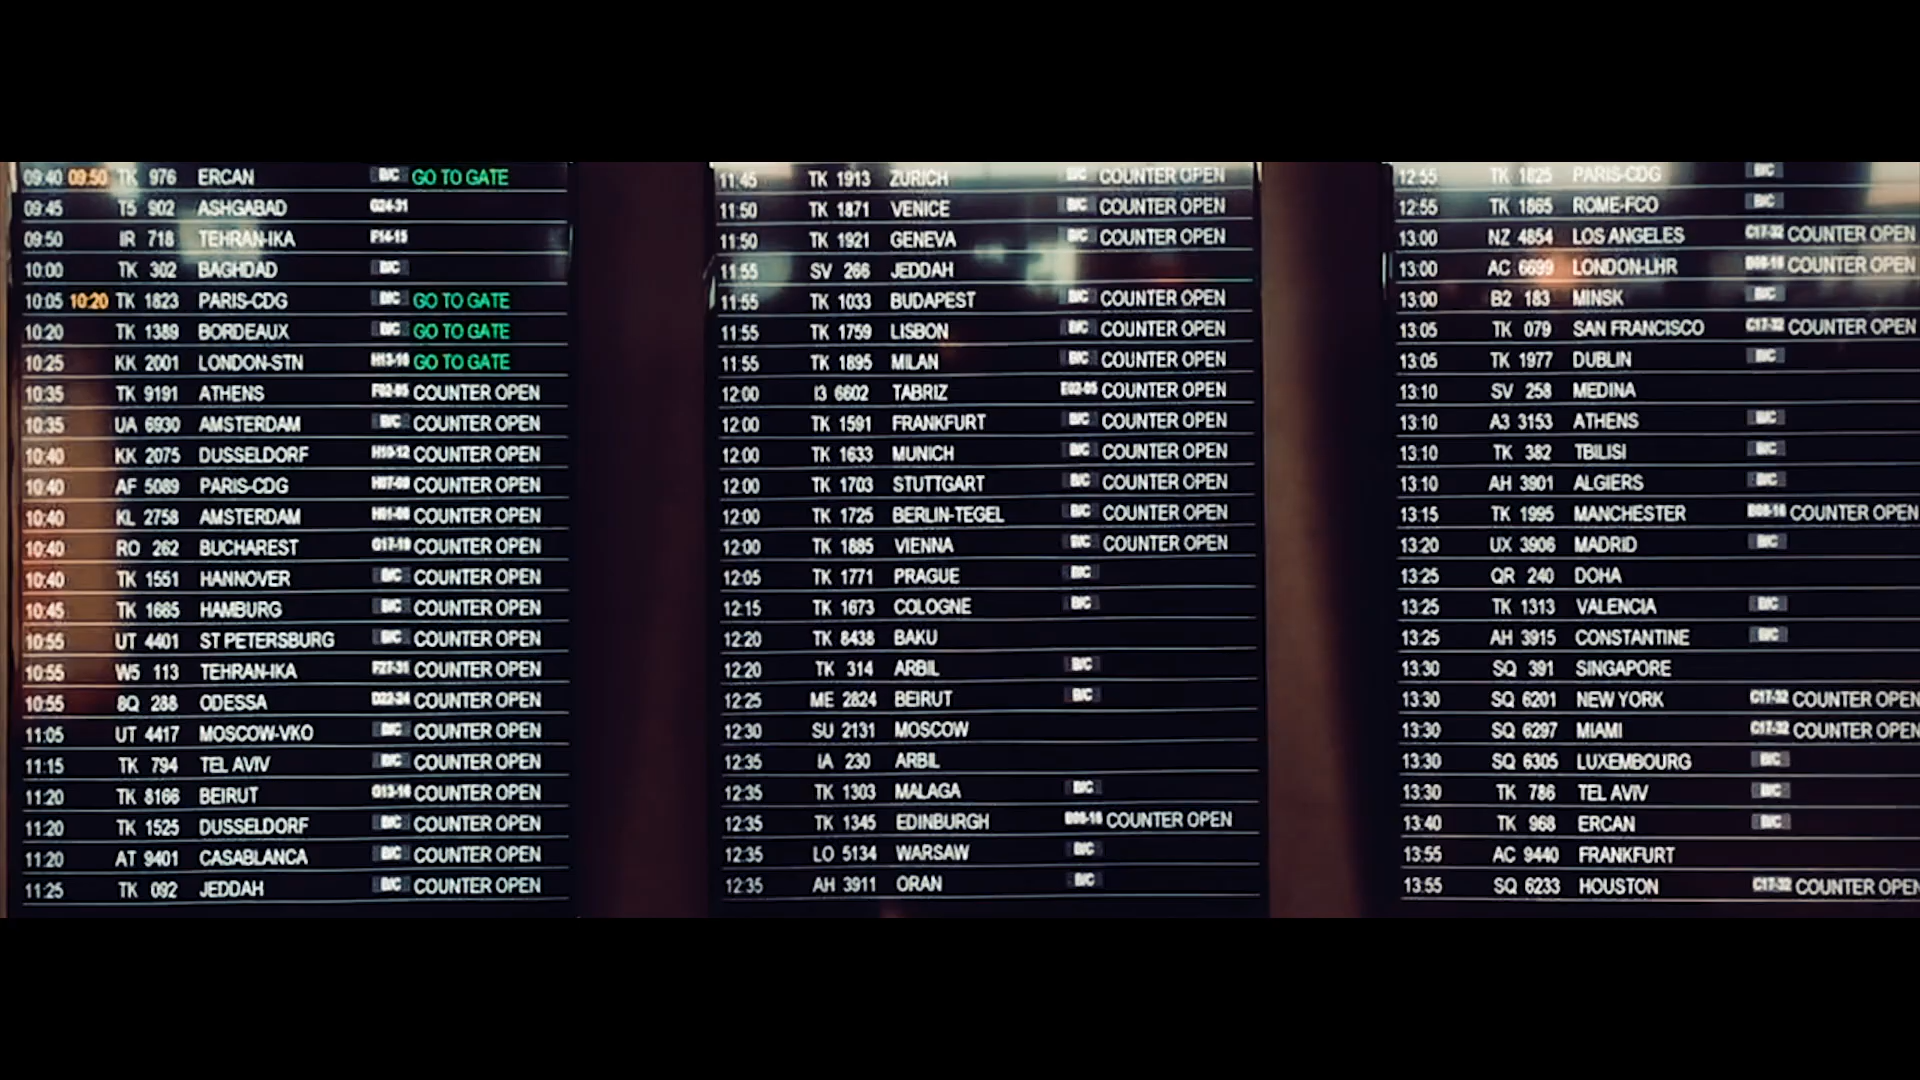 09:40 09:50 TK 976 ERCAN B/C GO TO GATE
09:45 T5 902 ASHGABAD G24-31
09:50 IR 718 TEHRAN-IKA F14-15
10:00 TK 302 BAGHDAD B/C
10:05 10:20 TK 1823 PARIS-CDG B/C GO TO GATE
10:20 TK 1389 BORDEAUX B/C GO TO GATE
10:25 KK 2001 LONDON-STN GO TO GATE
10:35 TK 9191 ATHENS F02-05 COUNTER OPEN
10:35 UA 6930 AMSTERDAM B/C COUNTER OPEN
10:40 KK 2075 DUSSELDORF H10-12 COUNTER OPEN
10:40 AF 5089 PARIS-CDG COUNTER OPEN
10:40 KL 2758 AMSTERDAM COUNTER OPEN
10:40 RO 262 BUCHAREST COUNTER OPEN
10:40 TK 1551 HANNOVER B/C COUNTER OPEN
10:45 TK 1665 HAMBURG B/C COUNTER OPEN
10:55 UT 4401 ST PETERSBURG B/C COUNTER OPEN
10:55 W5 113 TEHRAN-IKA F27-31 COUNTER OPEN
10:55 8Q 288 ODESSA D22-24 COUNTER OPEN
11:05 UT 4417 MOSCOW-VKO B/C COUNTER OPEN
11:15 TK 794 TEL AVIV B/C COUNTER OPEN
11:20 TK 8166 BEIRUT COUNTER OPEN
11:20 TK 1525 DUSSELDORF B/C COUNTER OPEN
11:20 AT 9401 CASABLANCA B/C COUNTER OPEN
11:25 TK 092 JEDDAH B/C COUNTER OPEN
11:45 TK 1913 ZURICH B/C COUNTER OPEN
11:50 TK 1871 VENICE B/C COUNTER OPEN
11:50 TK 1921 GENEVA B/C COUNTER OPEN
11:55 SV 266 JEDDAH
11:55 TK 1033 BUDAPEST B/C COUNTER OPEN
11:55 TK 1759 LISBON B/C COUNTER OPEN
11:55 TK 1895 MILAN B/C COUNTER OPEN
12:00 I3 6602 TABRIZ E03-05 COUNTER OPEN
12:00 TK 1591 FRANKFURT B/C COUNTER OPEN
12:00 TK 1633 MUNICH B/C COUNTER OPEN
12:00 TK 1703 STUTTGART B/C COUNTER OPEN
12:00 TK 1725 BERLIN-TEGEL B/C COUNTER OPEN
12:00 TK 1885 VIENNA B/C COUNTER OPEN
12:05 TK 1771 PRAGUE B/C
12:15 TK 1673 COLOGNE B/C
12:20 TK 8438 BAKU
12:20 TK 314 ARBIL B/C
12:25 ME 2824 BEIRUT B/C
12:30 SU 2131 MOSCOW
12:35 IA 230 ARBIL
12:35 TK 1303 MALAGA B/C
12:35 TK 1345 EDINBURGH COUNTER OPEN
12:35 LO 5134 WARSAW B/C
12:35 AH 3911 ORAN B/C
12:55 TK 1825 PARIS-CDG B/C
12:55 TK 1865 ROME-FCO B/C
13:00 NZ 4854 LOS ANGELES C17-32 COUNTER OPEN
13:00 AC 6699 LONDON-LHR COUNTER OPEN
13:00 B2 183 MINSK B/C
13:05 TK 079 SAN FRANCISCO C17-32 COUNTER OPEN
13:05 TK 1977 DUBLIN B/C
13:10 SV 258 MEDINA
13:10 A3 3153 ATHENS B/C
13:10 TK 382 TBILISI B/C
13:10 AH 3901 ALGIERS B/C
13:15 TK 1995 MANCHESTER COUNTER OPEN
13:20 UX 3906 MADRID B/C
13:25 QR 240 DOHA
13:25 TK 1313 VALENCIA B/C
13:25 AH 3915 CONSTANTINE B/C
13:30 SQ 391 SINGAPORE
13:30 SQ 6201 NEW YORK C17-32 COUNTER OPEN
13:30 SQ 6297 MIAMI C17-32 COUNTER OPEN
13:30 SQ 6305 LUXEMBOURG B/C
13:30 TK 786 TEL AVIV B/C
13:40 TK 968 ERCAN B/C
13:55 AC 9440 FRANKFURT
13:55 SQ 6233 HOUSTON C17-32 COUNTER OPEN